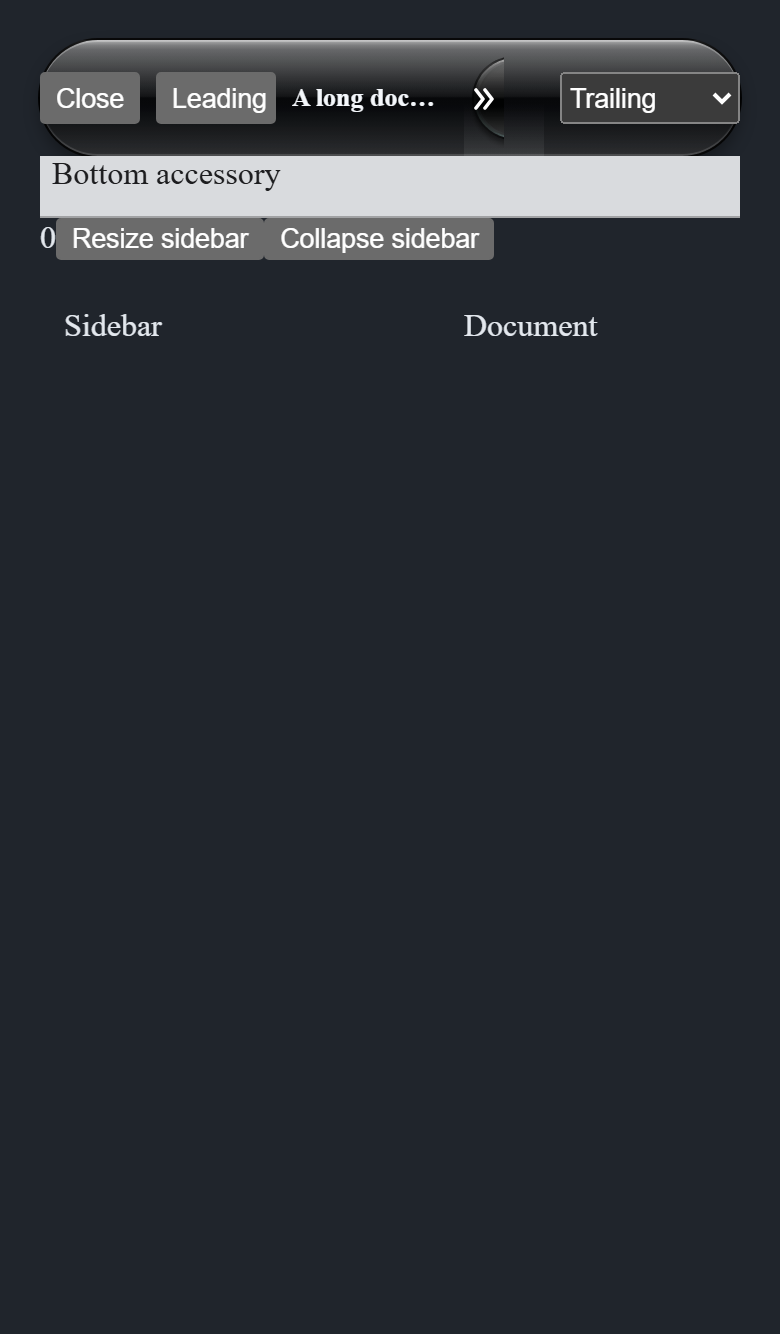 Close Leading A long doc… » Trailing
Bottom accessory
0 Resize sidebar Collapse sidebar
Sidebar Document